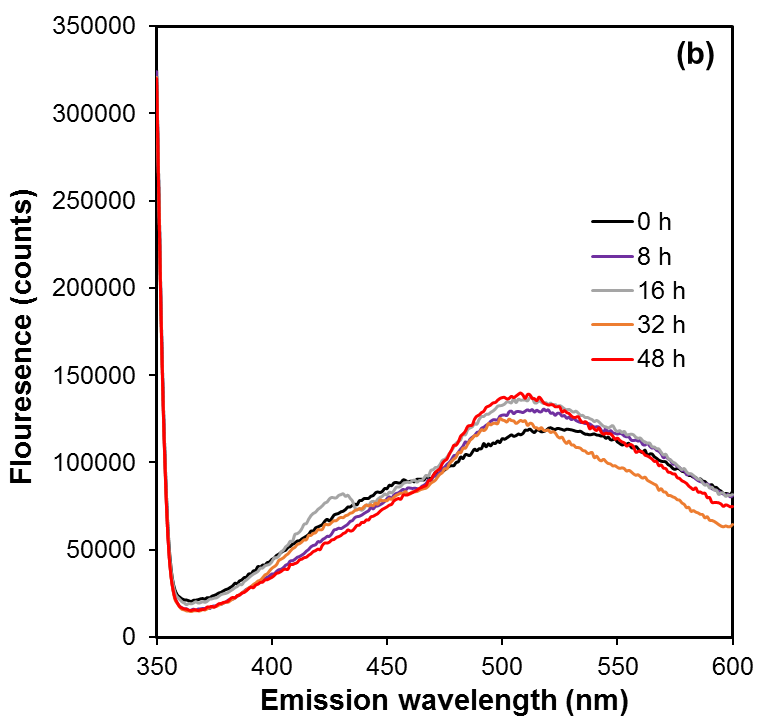 350000
(b)
300000
250000
200000
150000
100000
50000
0
Flouresence (counts)
0 h
8 h
16 h
32 h
48 h
350 400 450 500 550 600
Emission wavelength (nm)